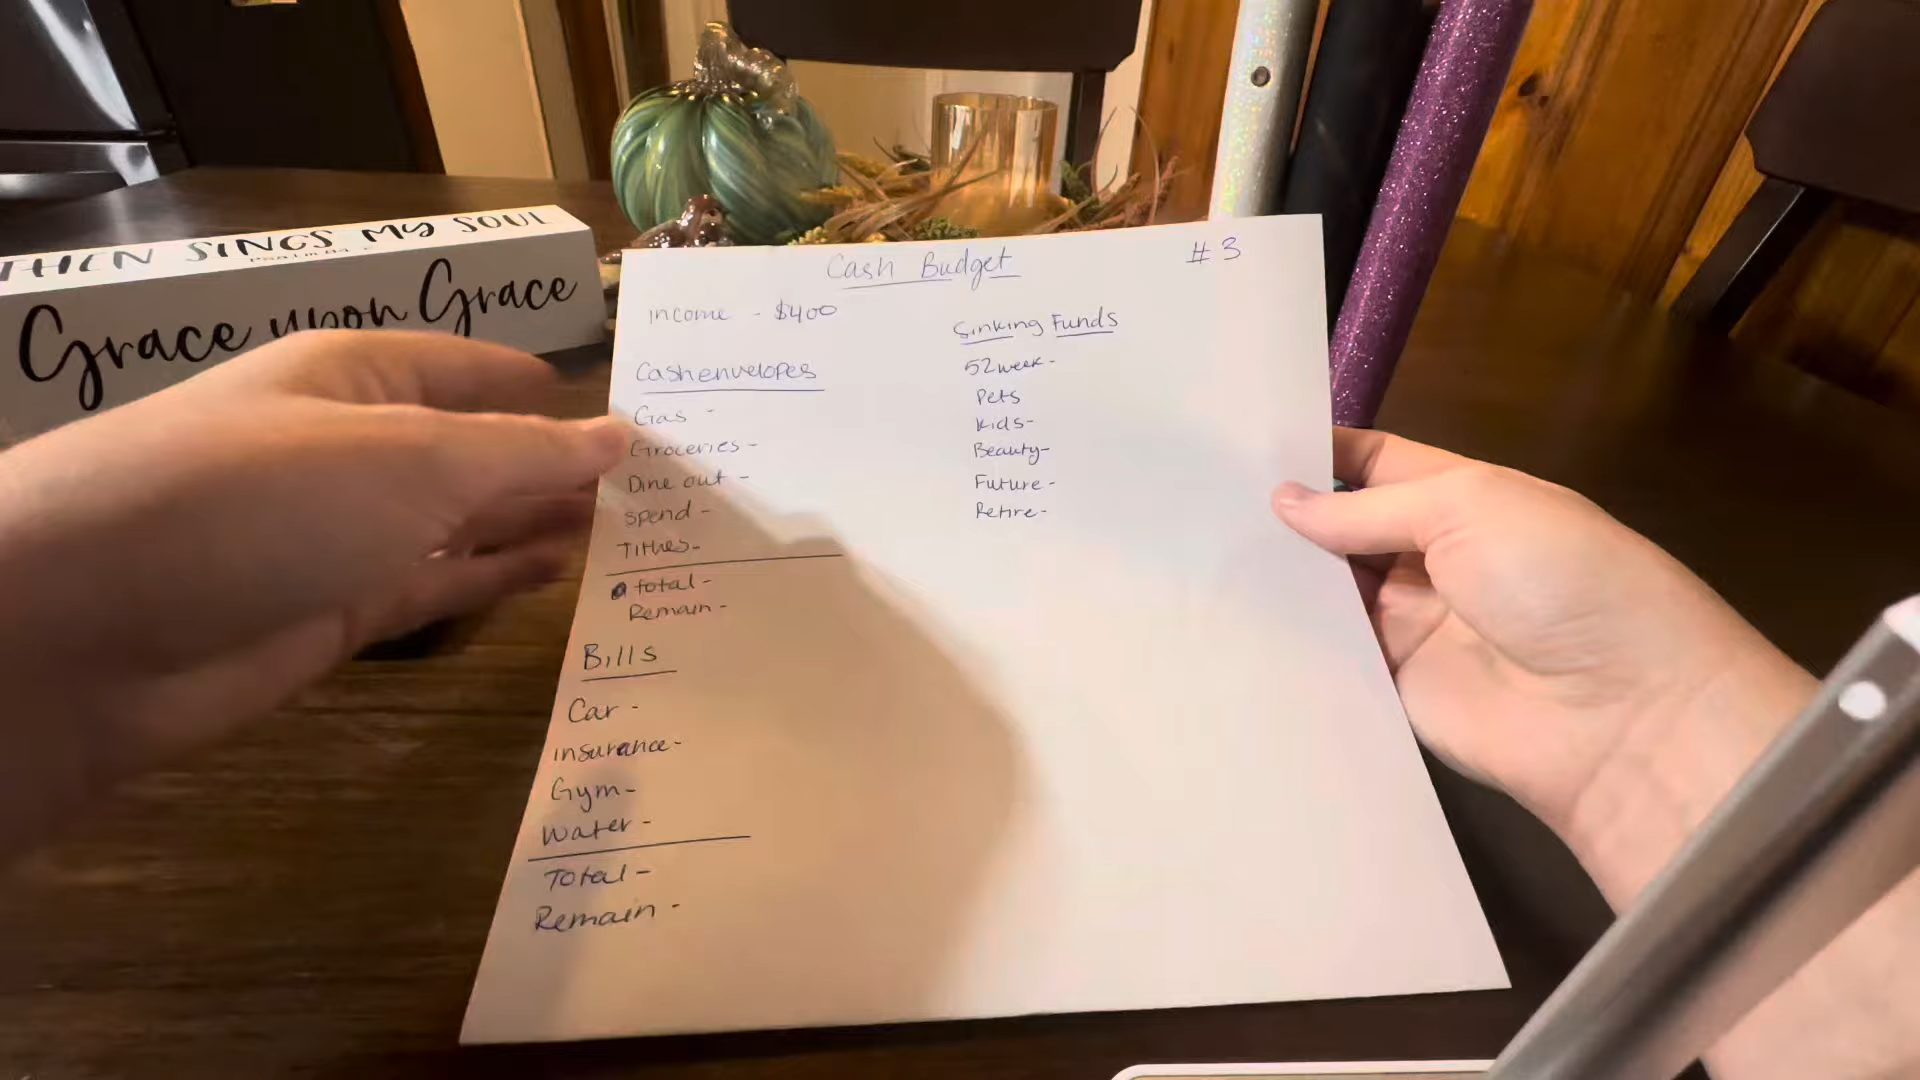 THEN SINGS MY SOUL
Grace upon Grace
Cash Budget
#3
income - $400
Cashenvelopes
Gas -
Groceries -
Dine out -
Spend -
Tithes-
total -
Remain -
Bills
Car -
insurance-
Gym-
Water -
Total -
Remain -
Sinking Funds
52week-
Pets
Kids-
Beauty-
Future -
Retire-